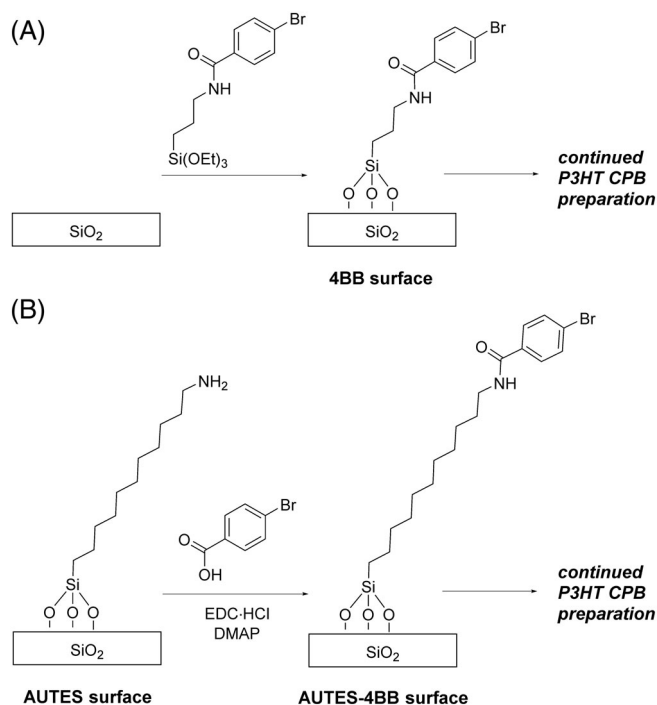 (A)
Br
O
NH
Si(OEt)3
SiO2
Br
O
NH
Si
O O O
SiO2
4BB surface
continued
P3HT CPB
preparation
(B)
NH2
Si
O O O
SiO2
AUTES surface
Br
O
OH
EDC·HCl
DMAP
Br
O
NH
Si
O O O
SiO2
AUTES-4BB surface
continued
P3HT CPB
preparation